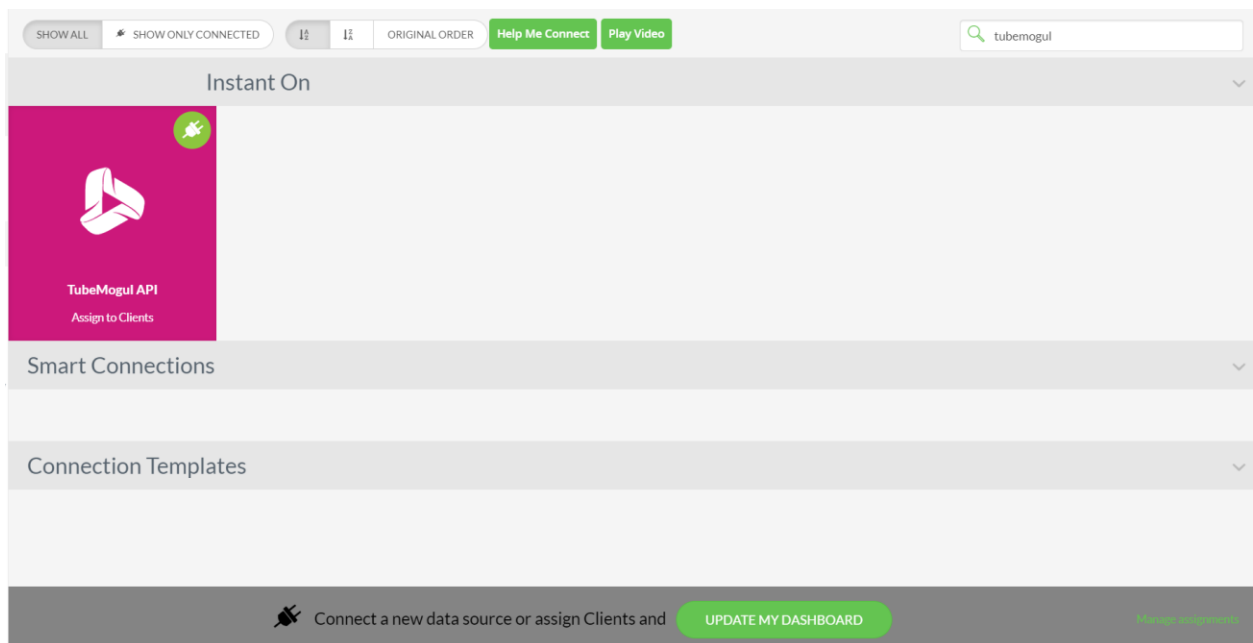 SHOW ALL SHOW ONLY CONNECTED ORIGINAL ORDER Help Me Connect Play Video tubemogul
Instant On
TubeMogul API
Assign to Clients
Smart Connections
Connection Templates
Connect a new data source or assign Clients and UPDATE MY DASHBOARD Manage assignments